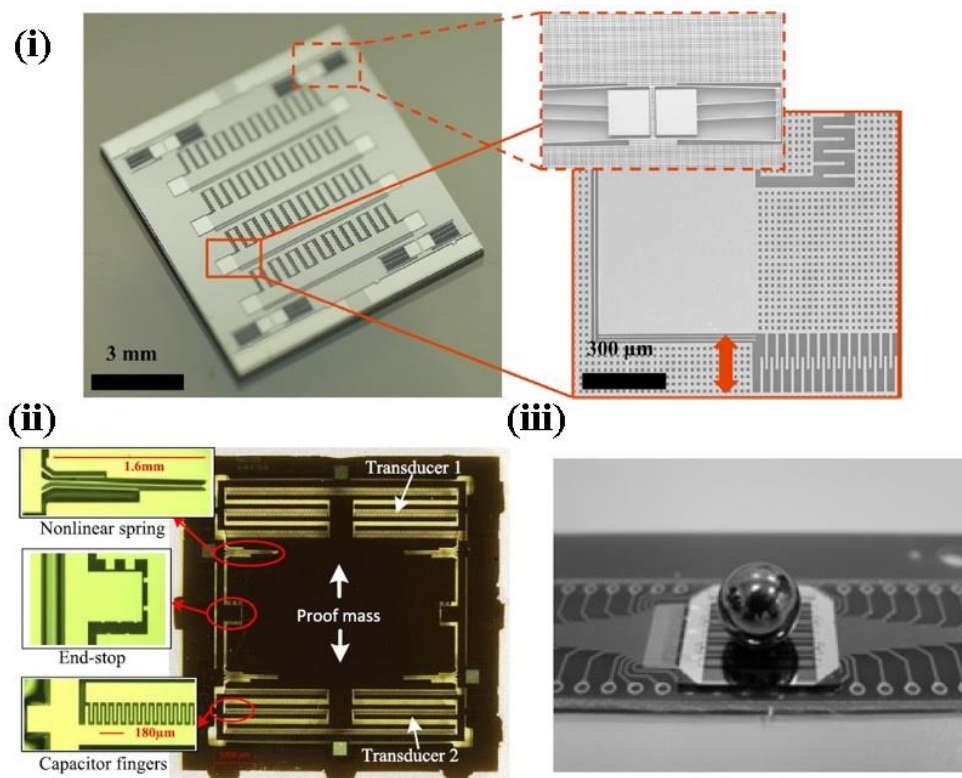 (i)
3 mm
300 µm
(ii)
(iii)
1.6mm
Nonlinear spring
End-stop
180µm
Capacitor fingers
Transducer 1
Proof mass
Transducer 2